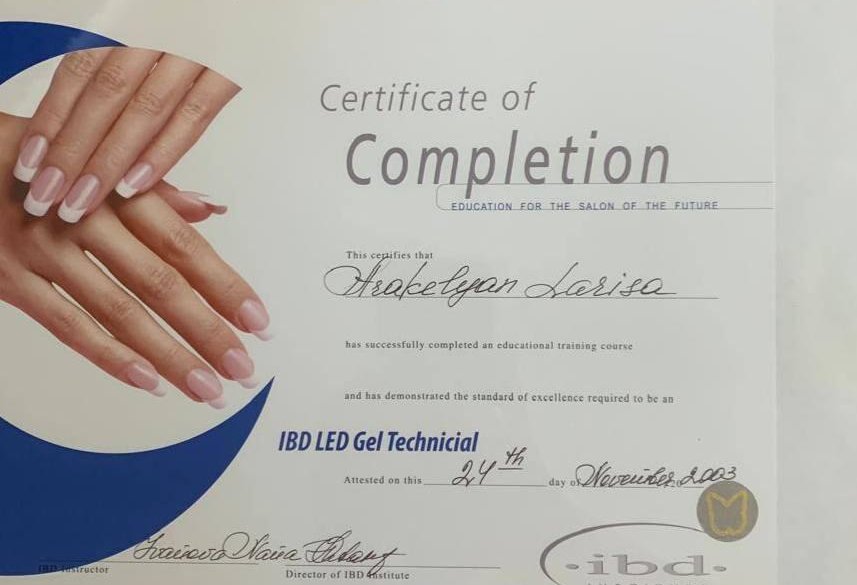 Certificate of
Completion
EDUCATION FOR THE SALON OF THE FUTURE
This certifies that
Arakelyan Larisa
has successfully completed an educational training course
and has demonstrated the standard of excellence required to be an
IBD LED Gel Technicial
Attested on this 24th day of November 2003
IBD Instructor
Director of IBD Institute
ibd